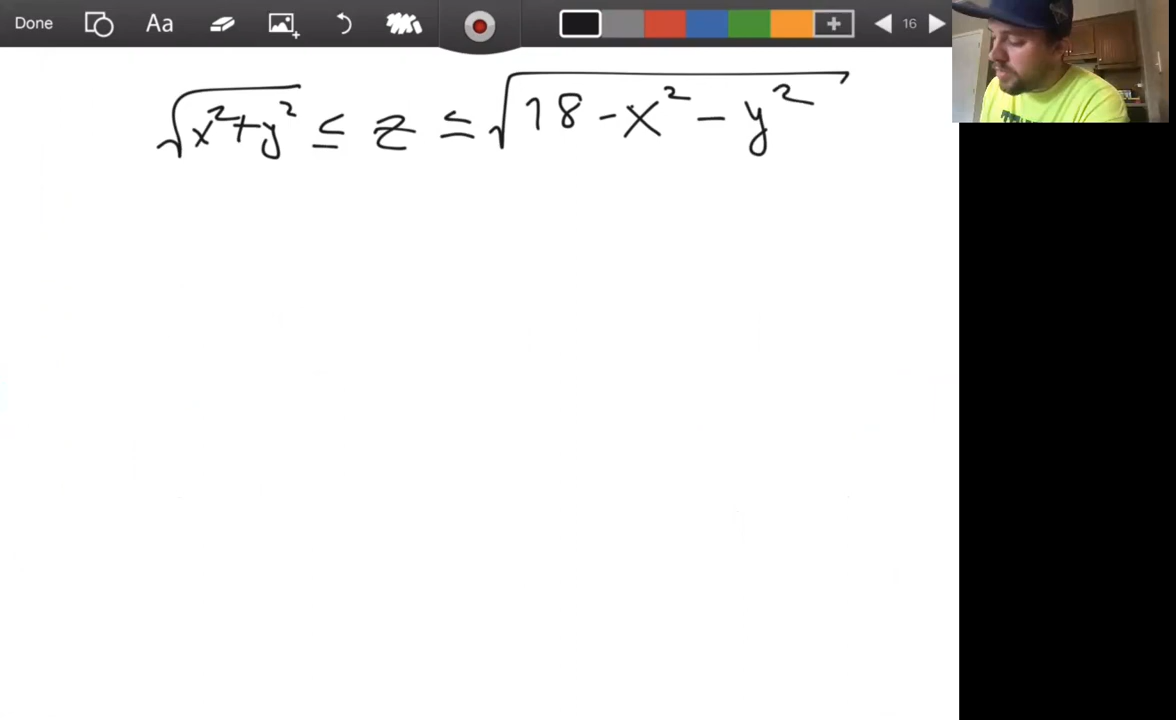 Done Aa 16
√(x²+y²) ≤ z ≤ √(18-x²-y²)